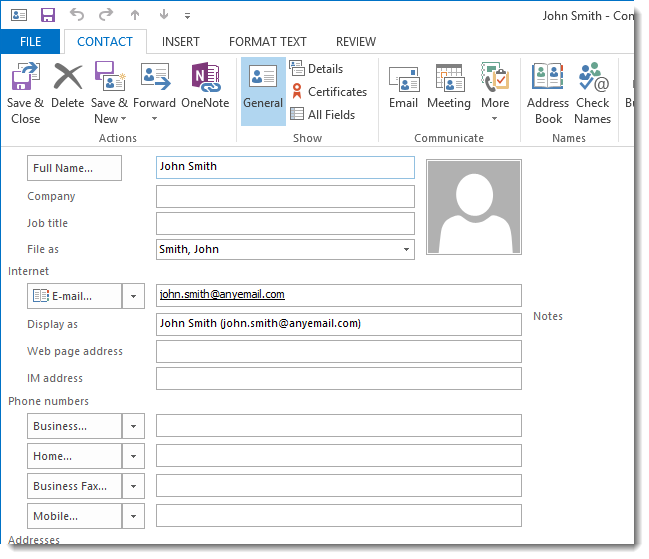 John Smith - Con
FILE CONTACT INSERT FORMAT TEXT REVIEW
Save & Close
Delete
Save & New
Forward
OneNote
Actions
General
Details
Certificates
All Fields
Show
Email
Meeting
More
Communicate
Address Book
Check Names
Names
Full Name... John Smith
Company
Job title
File as Smith, John
Internet
E-mail... john.smith@anyemail.com
Display as John Smith (john.smith@anyemail.com)
Notes
Web page address
IM address
Phone numbers
Business...
Home...
Business Fax...
Mobile...
Addresses